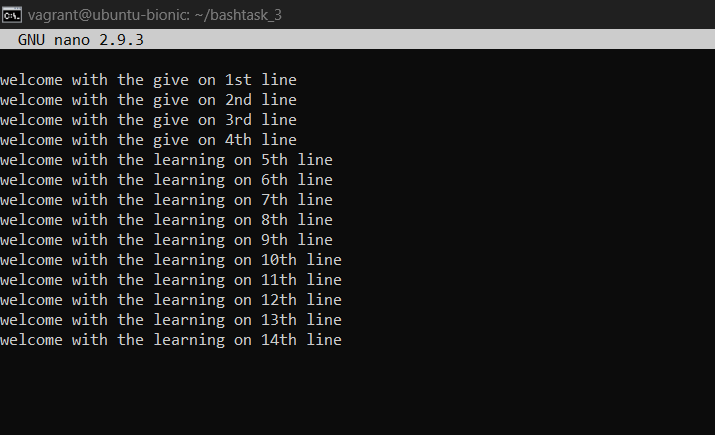 vagrant@ubuntu-bionic: ~/bashtask_3
GNU nano 2.9.3
welcome with the give on 1st line
welcome with the give on 2nd line
welcome with the give on 3rd line
welcome with the give on 4th line
welcome with the learning on 5th line
welcome with the learning on 6th line
welcome with the learning on 7th line
welcome with the learning on 8th line
welcome with the learning on 9th line
welcome with the learning on 10th line
welcome with the learning on 11th line
welcome with the learning on 12th line
welcome with the learning on 13th line
welcome with the learning on 14th line